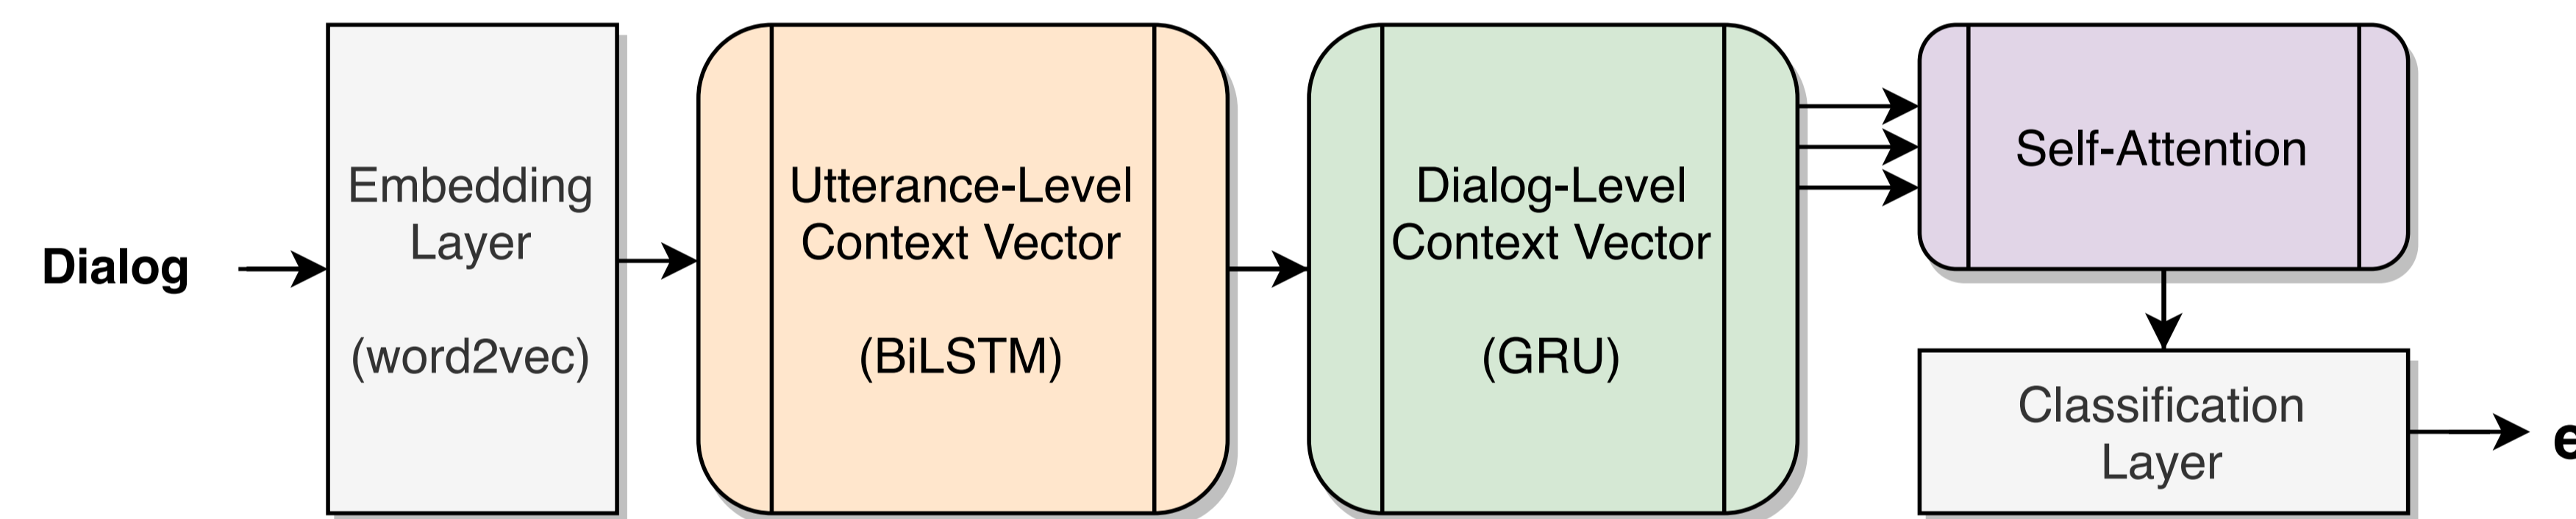 Dialog
Embedding
Layer
(word2vec)
Utterance-Level
Context Vector
(BiLSTM)
Dialog-Level
Context Vector
(GRU)
Self-Attention
Classification
Layer